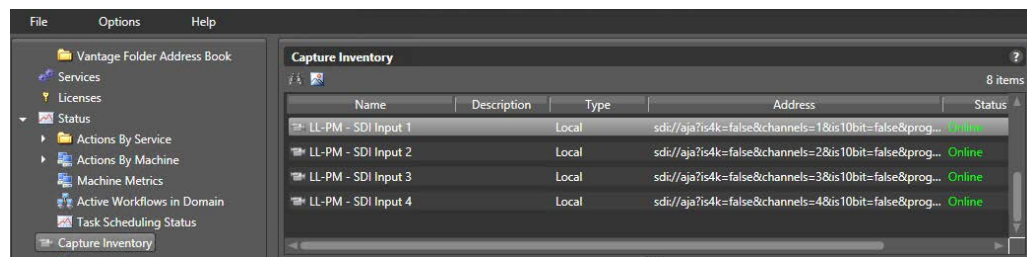 File Options Help
Vantage Folder Address Book
Services
Licenses
Status
Actions By Service
Actions By Machine
Machine Metrics
Active Workflows in Domain
Task Scheduling Status
Capture Inventory
Capture Inventory ?
8 items
Name Description Type Address Status
LL-PM - SDI Input 1 Local sdi://aja?is4k=false&channels=1&is10bit=false&prog... Online
LL-PM - SDI Input 2 Local sdi://aja?is4k=false&channels=2&is10bit=false&prog... Online
LL-PM - SDI Input 3 Local sdi://aja?is4k=false&channels=3&is10bit=false&prog... Online
LL-PM - SDI Input 4 Local sdi://aja?is4k=false&channels=4&is10bit=false&prog... Online